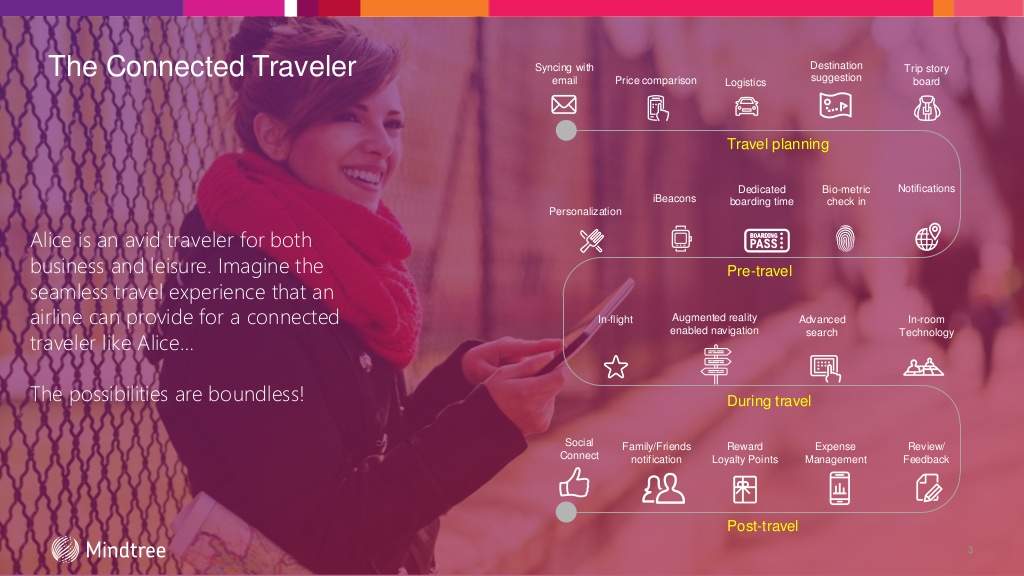 The Connected Traveler
Alice is an avid traveler for both
business and leisure. Imagine the
seamless travel experience that an
airline can provide for a connected
traveler like Alice...
The possibilities are boundless!
Syncing with
email
Price comparison
Logistics
Destination
suggestion
Trip story
board
Travel planning
Personalization
iBeacons
Dedicated
boarding time
BOARDING
PASS
Bio-metric
check in
Notifications
Pre-travel
In-flight
Augmented reality
enabled navigation
Advanced
search
In-room
Technology
During travel
Social
Connect
Family/Friends
notification
Reward
Loyalty Points
Expense
Management
Review/
Feedback
Post-travel
Mindtree
3